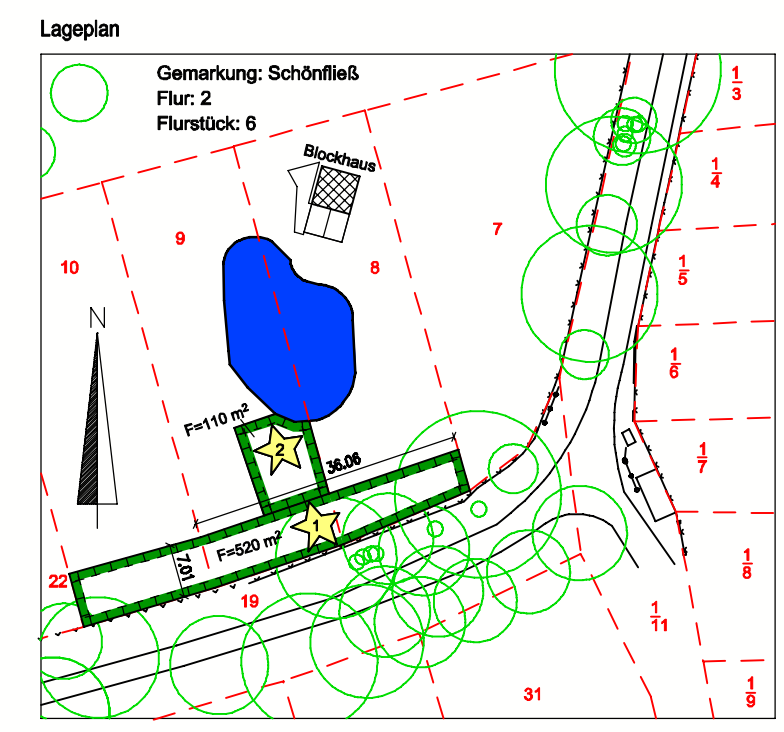 Lageplan
Gemarkung: Schönfließ
Flur: 2
Flurstück: 6
1/3
Blockhaus
1/4
7
9
10
8
1/5
N
1/6
F=110 m²
2
36.06
1/7
1
F=520 m²
7.01
22
1/8
19
1/11
31
1/9